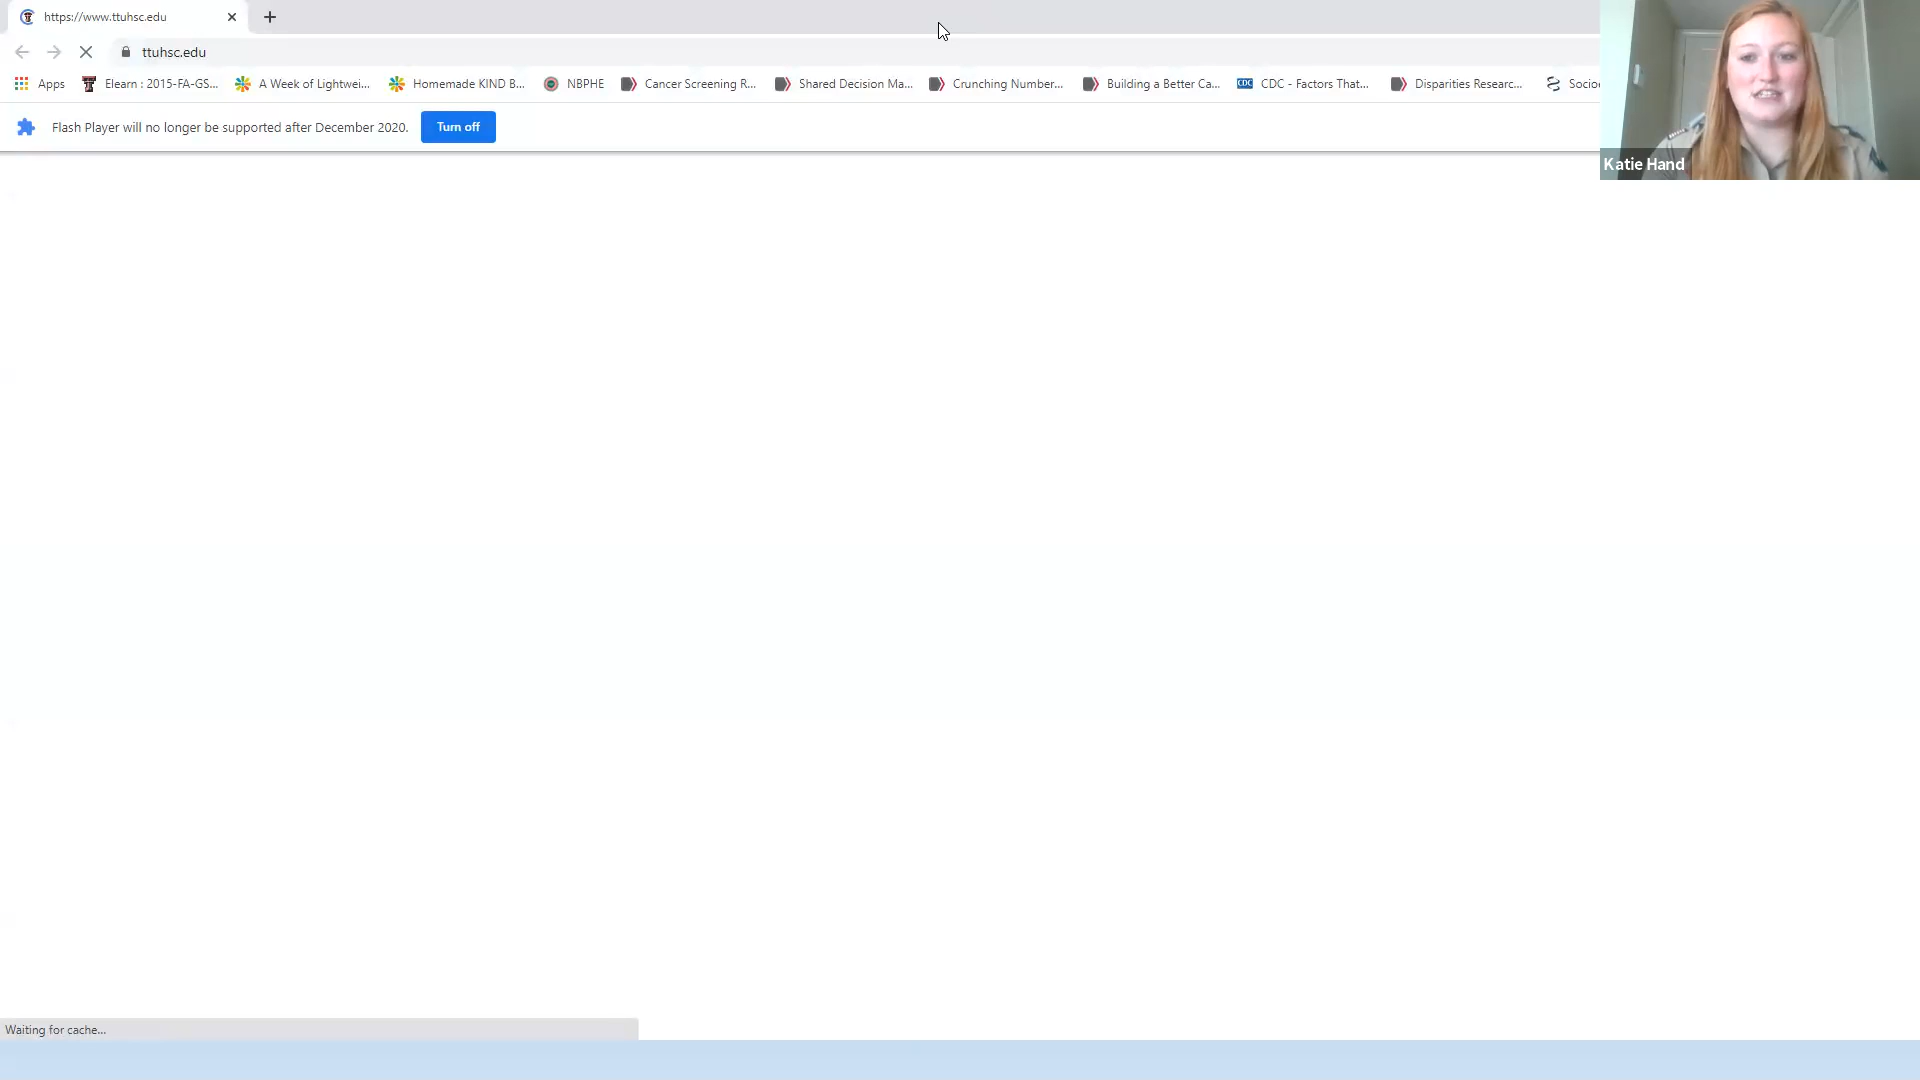 https://www.ttuhsc.edu
ttuhsc.edu
Apps Elearn : 2015-FA-GS... A Week of Lightwei... Homemade KIND B... NBPHE Cancer Screening R... Shared Decision Ma... Crunching Number... Building a Better Ca... CDC CDC - Factors That... Disparities Researc... Socioe
Flash Player will no longer be supported after December 2020. Turn off
Katie Hand
Waiting for cache...